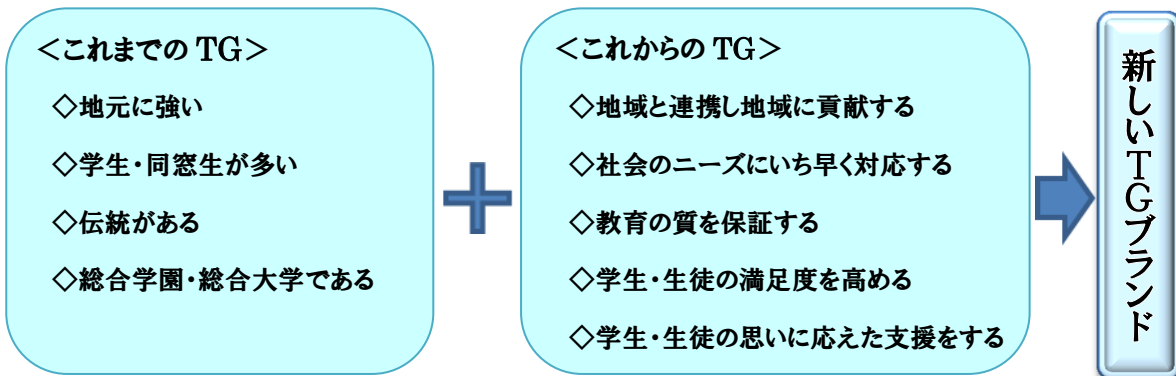 <これまでの TG>
◇地元に強い
◇学生・同窓生が多い
◇伝統がある
◇総合学園・総合大学である
<これからの TG>
◇地域と連携し地域に貢献する
◇社会のニーズにいち早く対応する
◇教育の質を保証する
◇学生・生徒の満足度を高める
◇学生・生徒の思いに応えた支援をする
新しいTGブランド